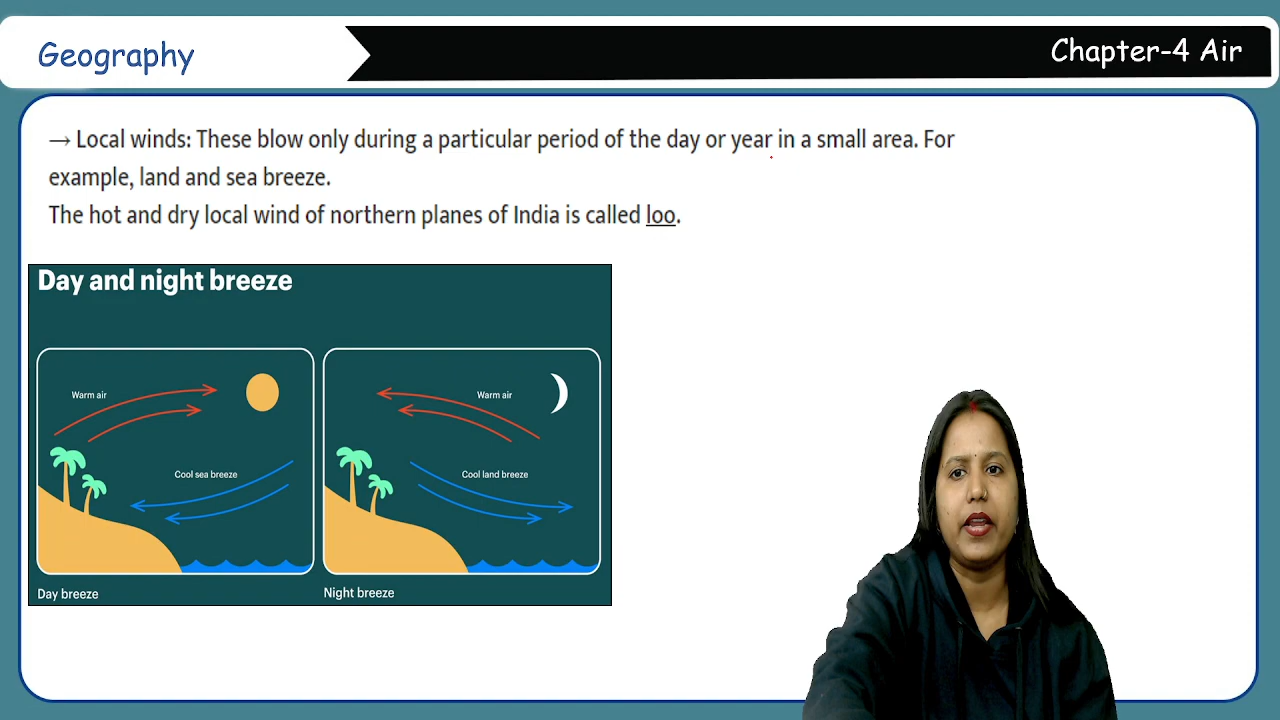 Geography
Chapter-4 Air
→ Local winds: These blow only during a particular period of the day or year in a small area. For
example, land and sea breeze.
The hot and dry local wind of northern planes of India is called loo.
Day and night breeze
Warm air
Cool sea breeze
Day breeze
Warm air
Cool land breeze
Night breeze